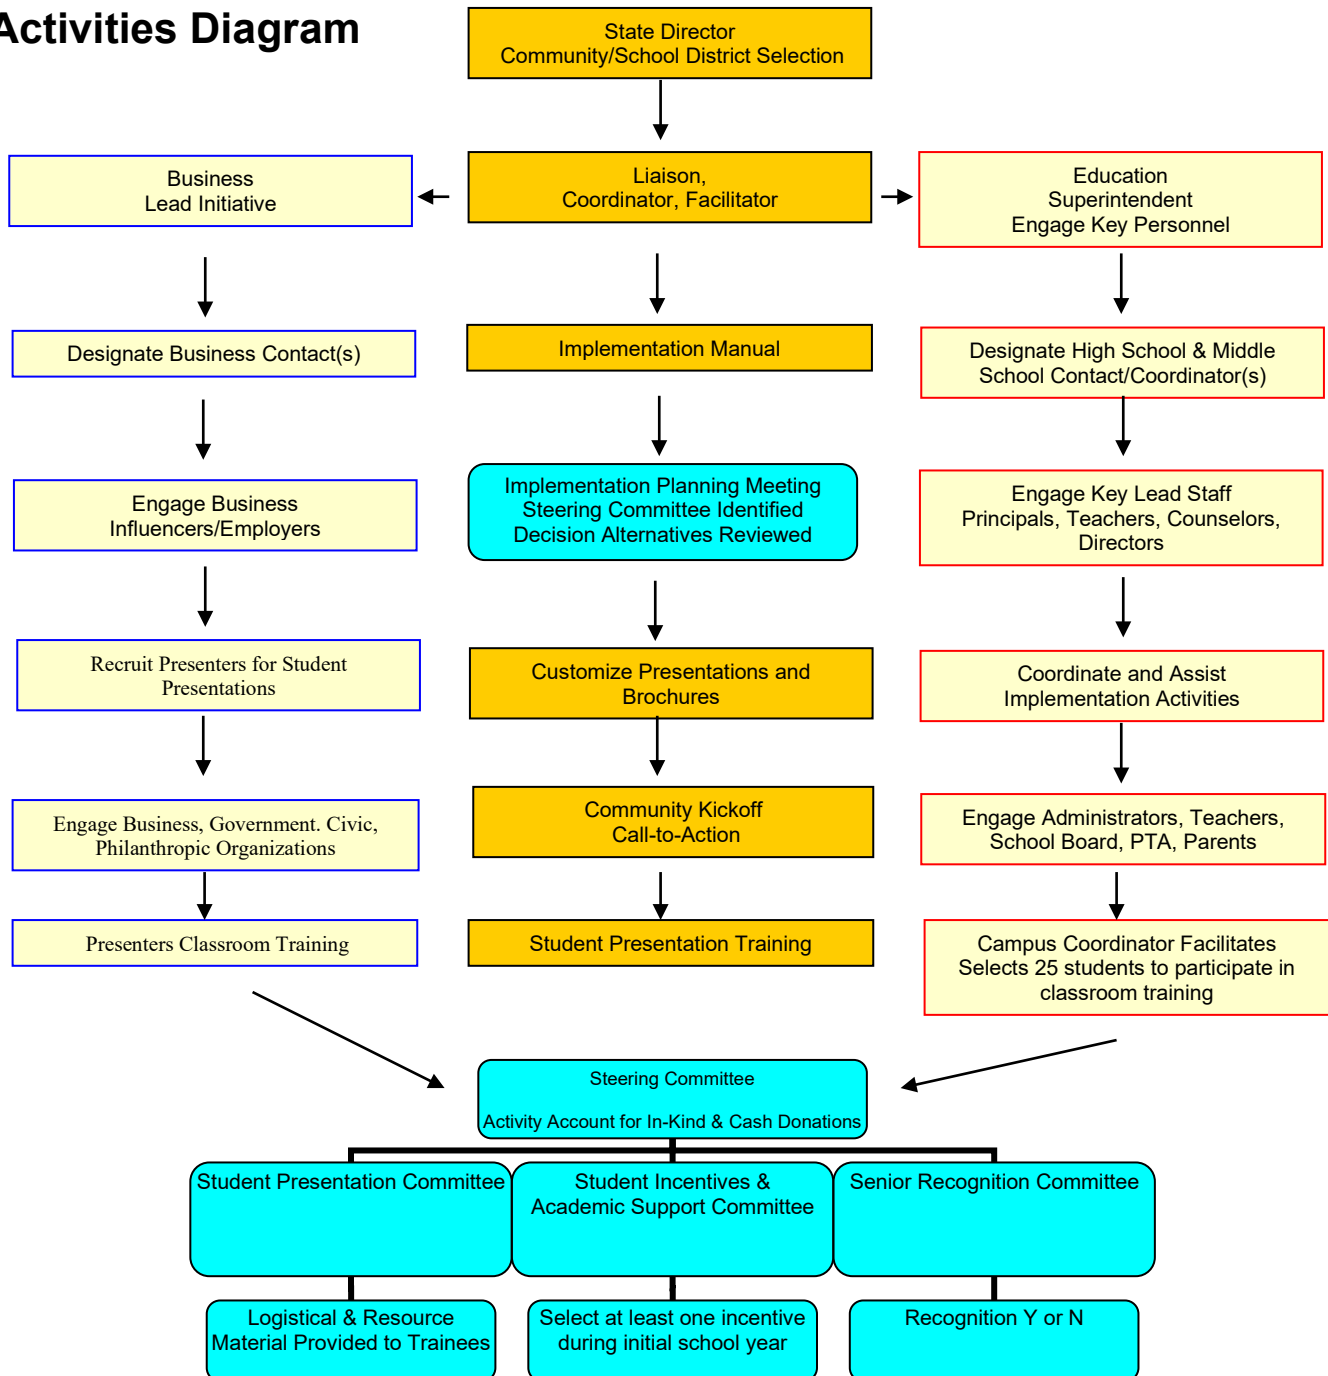 Activities Diagram
State Director
Community/School District Selection
Business
Lead Initiative
Liaison,
Coordinator, Facilitator
Education
Superintendent
Engage Key Personnel
Designate Business Contact(s)
Implementation Manual
Designate High School & Middle
School Contact/Coordinator(s)
Engage Business
Influencers/Employers
Implementation Planning Meeting
Steering Committee Identified
Decision Alternatives Reviewed
Engage Key Lead Staff
Principals, Teachers, Counselors,
Directors
Recruit Presenters for Student
Presentations
Customize Presentations and
Brochures
Coordinate and Assist
Implementation Activities
Engage Business, Government. Civic,
Philanthropic Organizations
Community Kickoff
Call-to-Action
Engage Administrators, Teachers,
School Board, PTA, Parents
Presenters Classroom Training
Student Presentation Training
Campus Coordinator Facilitates
Selects 25 students to participate in
classroom training
Steering Committee
Activity Account for In-Kind & Cash Donations
Student Presentation Committee
Student Incentives &
Academic Support Committee
Senior Recognition Committee
Logistical & Resource
Material Provided to Trainees
Select at least one incentive
during initial school year
Recognition Y or N